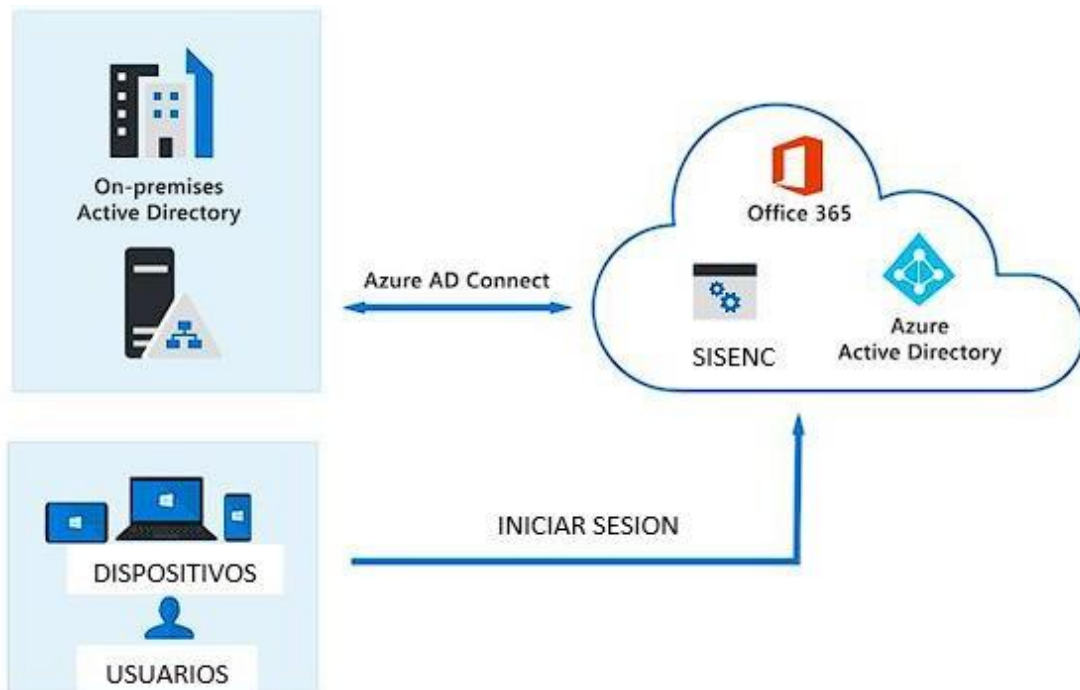 On-premises
Active Directory
Azure AD Connect
Office 365
SISENC
Azure
Active Directory
INICIAR SESION
DISPOSITIVOS
USUARIOS